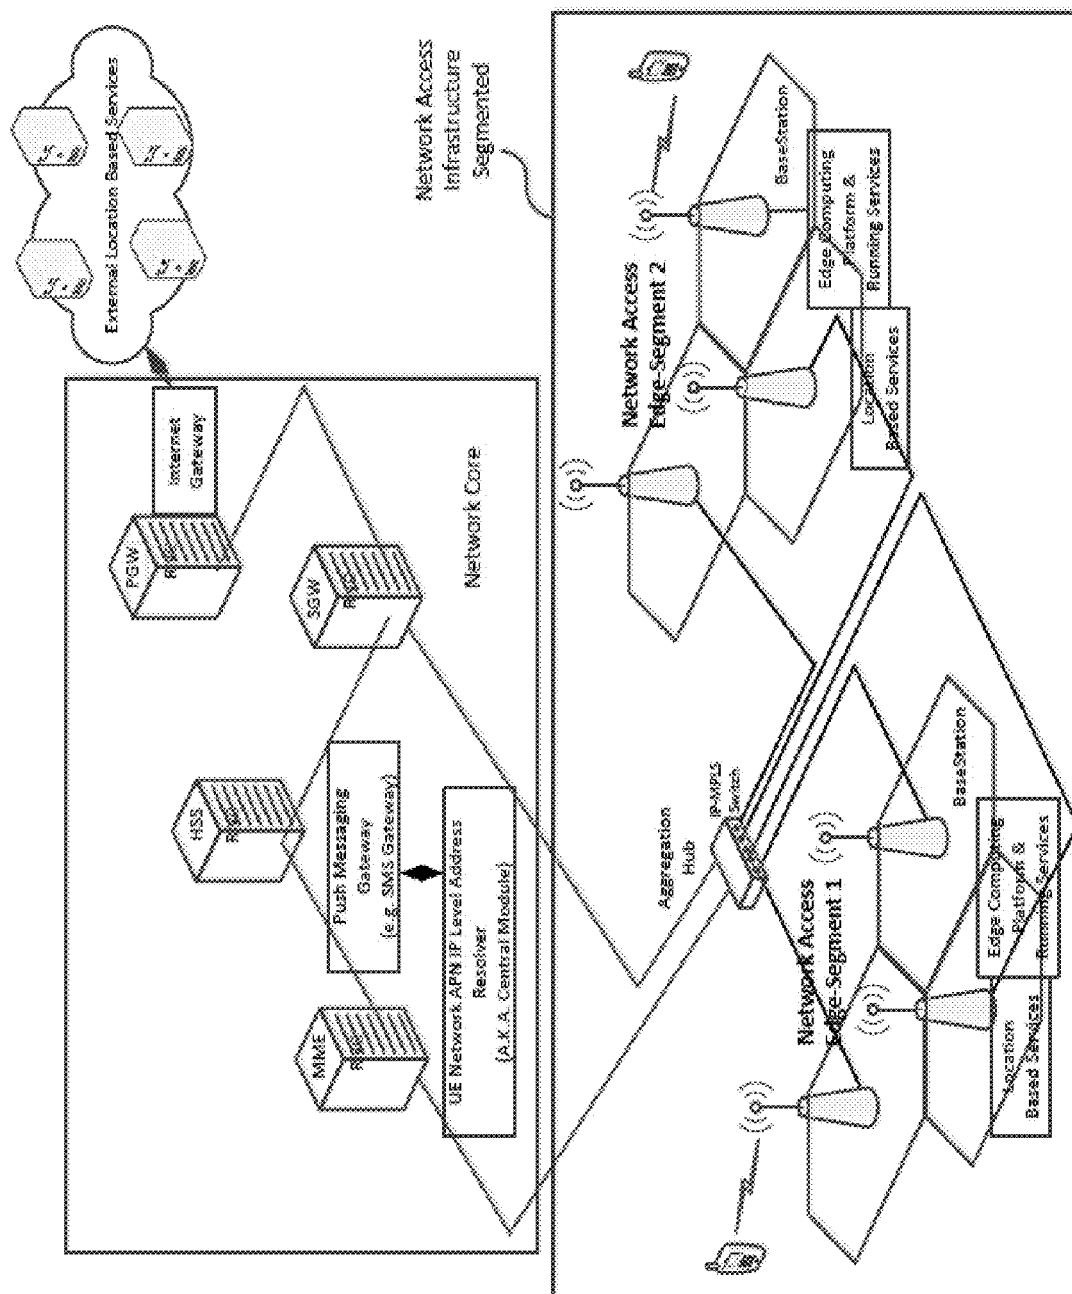 External Location Based Services
Network Access
Infrastructure
Segmented
Internet
Gateway
PGW
SGW
HSS
MME
Network Core
Push Messaging
Gateway
(e.g. SMS Gateway)
UE Network APN IP Level Address
Resolver
(A.K.A. Central Module)
Aggregation
Hub
IP-MPLS
Switch
Network Access
Edge-Segment 2
BaseStation
Edge Computing
Platform &
Running Services
Location
Based Services
Network Access
Edge-Segment 1
BaseStation
Edge Computing
Platform &
Running Services
Location
Based Services